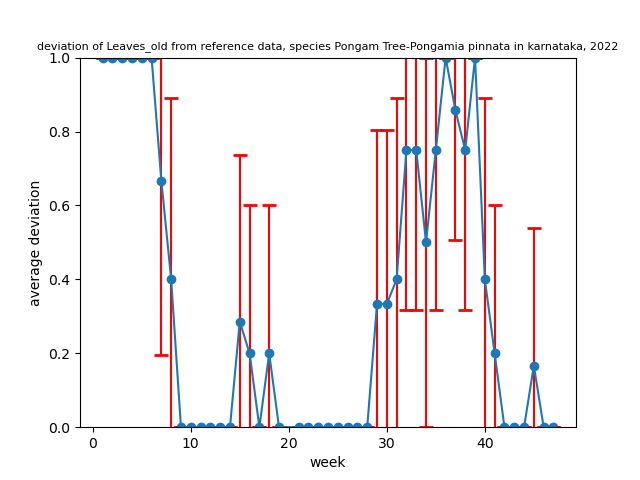 deviation of Leaves_old from reference data, species Pongam Tree-Pongamia pinnata in karnataka, 2022
1.0
0.8
0.6
0.4
0.2
0.0
average deviation
0 10 20 30 40
week